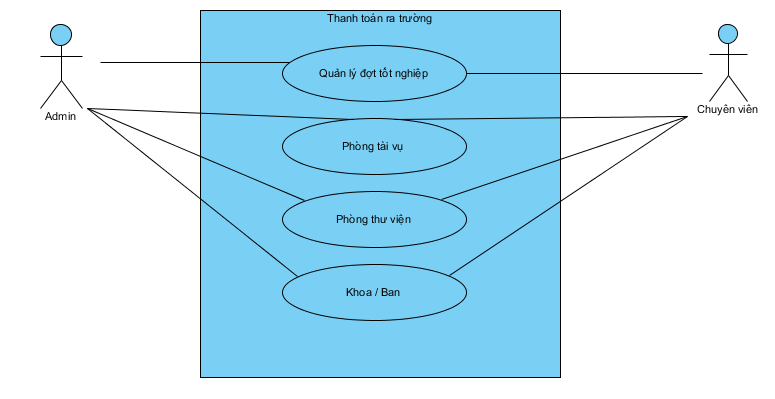 Thanh toán ra trường
Quản lý đợt tốt nghiệp
Admin
Chuyên viên
Phòng tài vụ
Phòng thư viện
Khoa / Ban